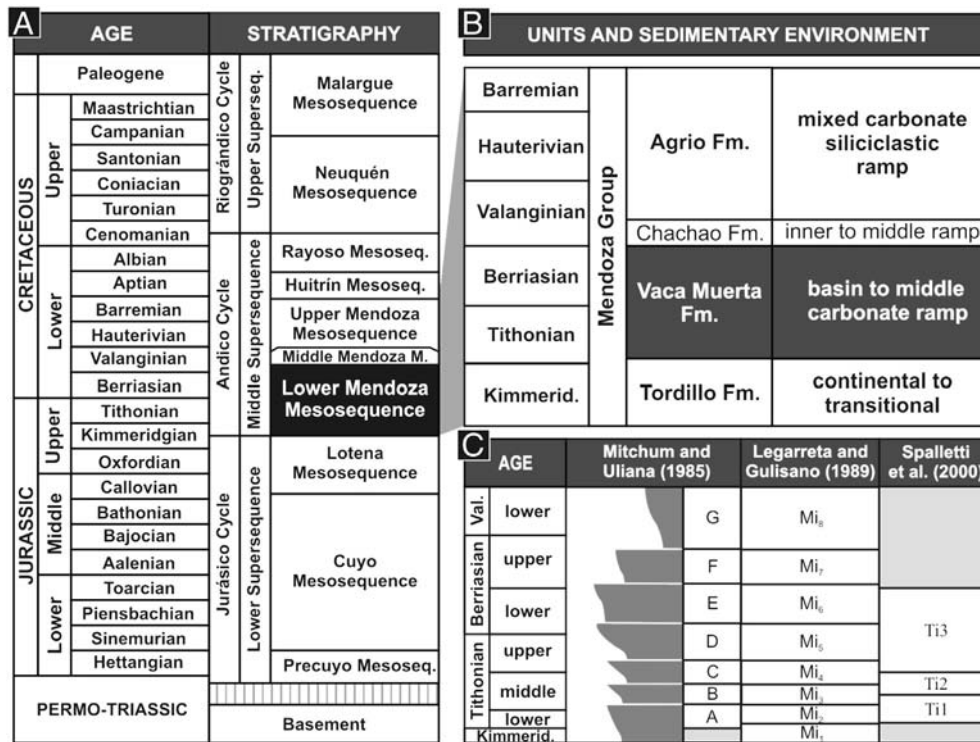 A
AGE
STRATIGRAPHY
Paleogene
CRETACEOUS
Upper
Maastrichtian
Campanian
Santonian
Coniacian
Turonian
Cenomanian
Lower
Albian
Aptian
Barremian
Hauterivian
Valanginian
Berriasian
JURASSIC
Upper
Tithonian
Kimmeridgian
Oxfordian
Middle
Callovian
Bathonian
Bajocian
Aalenian
Lower
Toarcian
Piensbachian
Sinemurian
Hettangian
PERMO-TRIASSIC
Riográndico Cycle
Upper Superseq.
Malargue
Mesosequence
Neuquén
Mesosequence
Andico Cycle
Middle Supersequence
Rayoso Mesoseq.
Huitrín Mesoseq.
Upper Mendoza
Mesosequence
Middle Mendoza M.
Lower Mendoza
Mesosequence
Jurásico Cycle
Lower Supersequence
Lotena
Mesosequence
Cuyo
Mesosequence
Precuyo Mesoseq.
Basement
B
UNITS AND SEDIMENTARY ENVIRONMENT
Barremian
Hauterivian
Valanginian
Berriasian
Tithonian
Kimmerid.
Mendoza Group
Agrio Fm.
mixed carbonate
siliciclastic
ramp
Chachao Fm.
inner to middle ramp
Vaca Muerta
Fm.
basin to middle
carbonate ramp
Tordillo Fm.
continental to
transitional
C
AGE
Mitchum and
Uliana (1985)
Legarreta and
Gulisano (1989)
Spalletti
et al. (2000)
Val.
lower
G
Mi₈
Berriasian
upper
F
Mi₇
lower
E
Mi₆
Tithonian
upper
D
Mi₅
Ti3
C
Mi₄
middle
Ti2
B
Mi₃
Ti1
lower
A
Mi₂
Kimmerid.
Mi₁